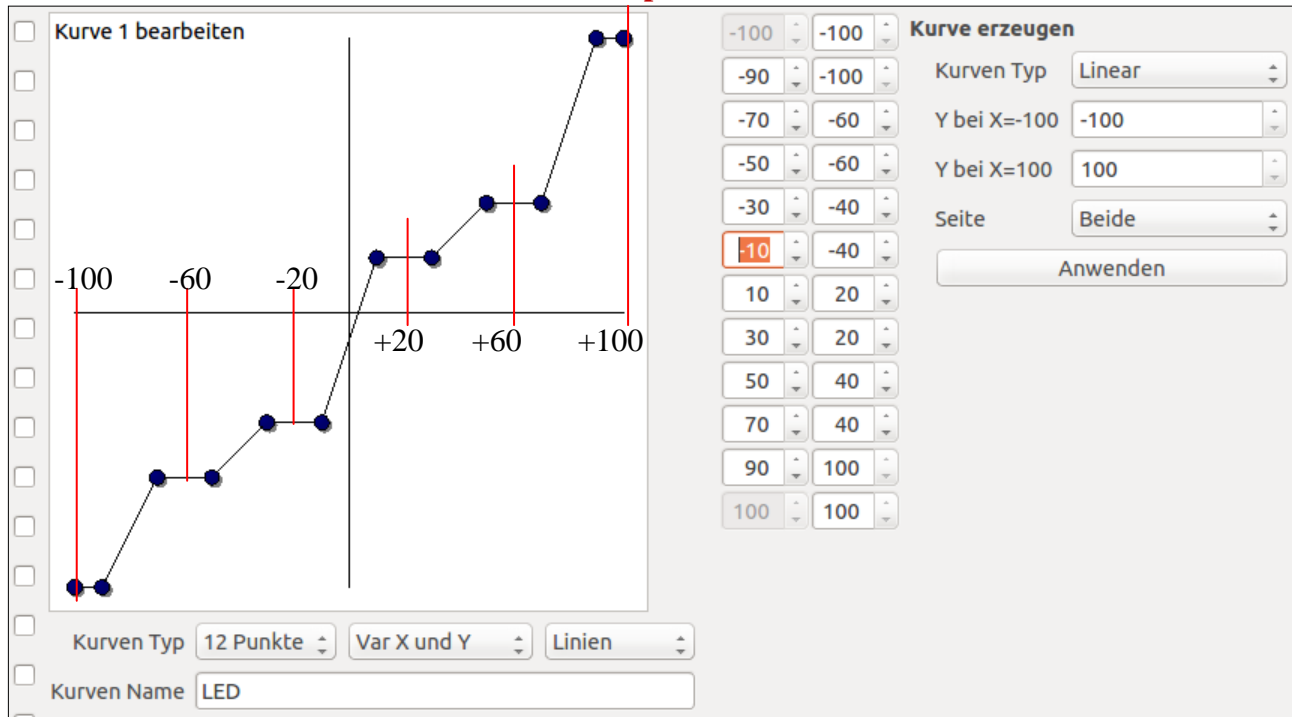 Kurve 1 bearbeiten
-100 -60 -20
+20 +60 +100
Kurven Typ 12 Punkte Var X und Y Linien
Kurven Name LED
-100 -100
-90 -100
-70 -60
-50 -60
-30 -40
-10 -40
10 20
30 20
50 40
70 40
90 100
100 100
Kurve erzeugen
Kurven Typ Linear
Y bei X=-100 -100
Y bei X=100 100
Seite Beide
Anwenden